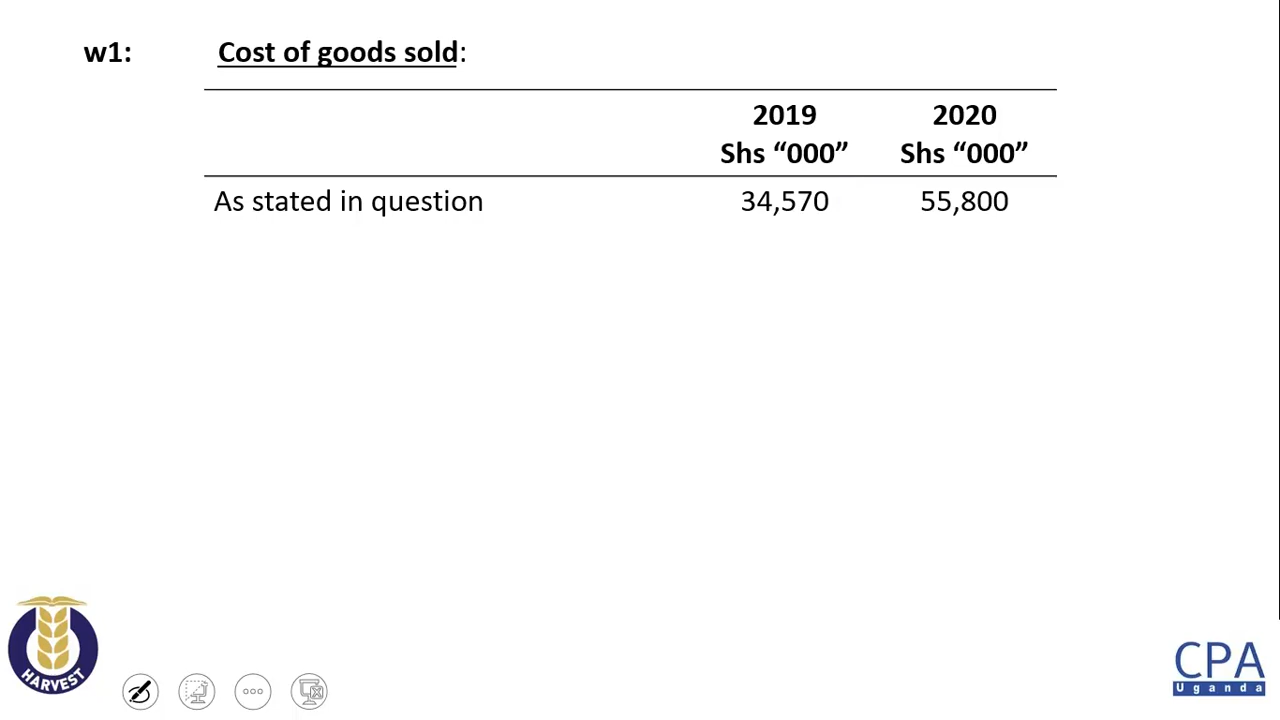 w1: Cost of goods sold:
2019 2020
Shs “000” Shs “000”
As stated in question 34,570 55,800
HARVEST
CPA
Uganda